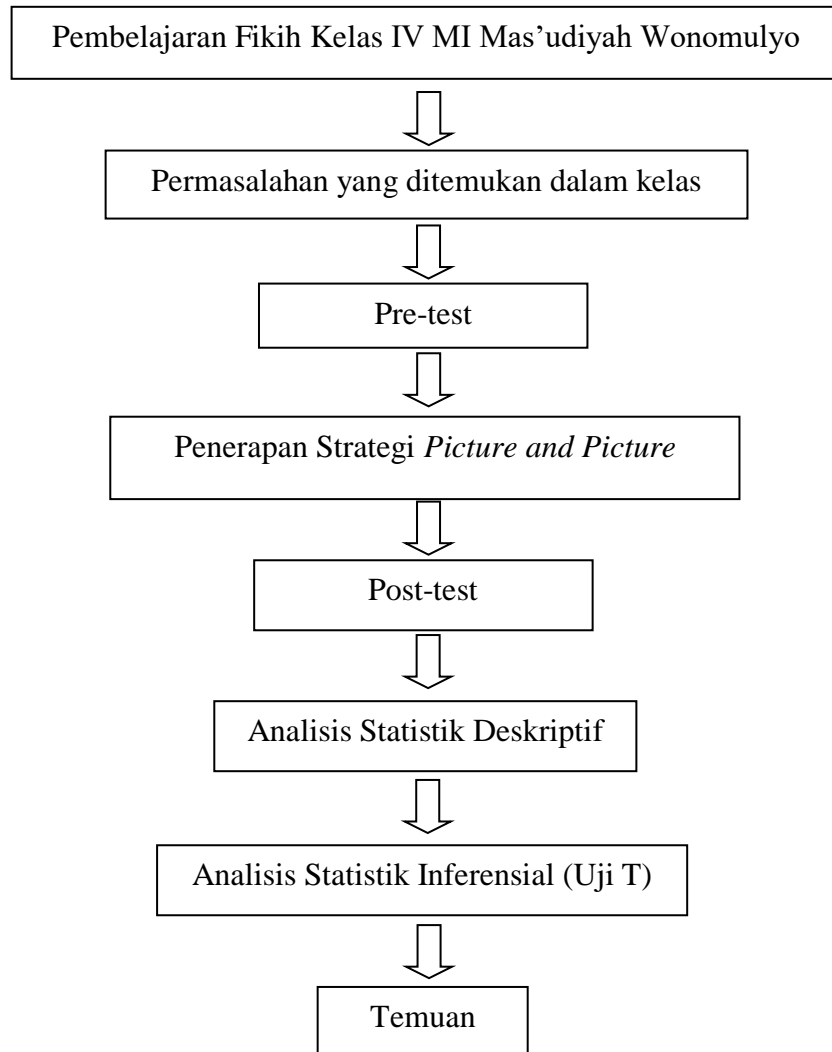 Pembelajaran Fikih Kelas IV MI Mas’udiyah Wonomulyo
Permasalahan yang ditemukan dalam kelas
Pre-test
Penerapan Strategi Picture and Picture
Post-test
Analisis Statistik Deskriptif
Analisis Statistik Inferensial (Uji T)
Temuan